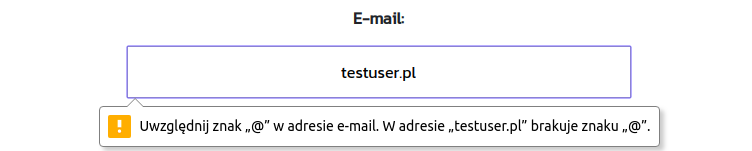 E-mail:
testuser.pl
Uwzględnij znak „@” w adresie e-mail. W adresie „testuser.pl” brakuje znaku „@”.